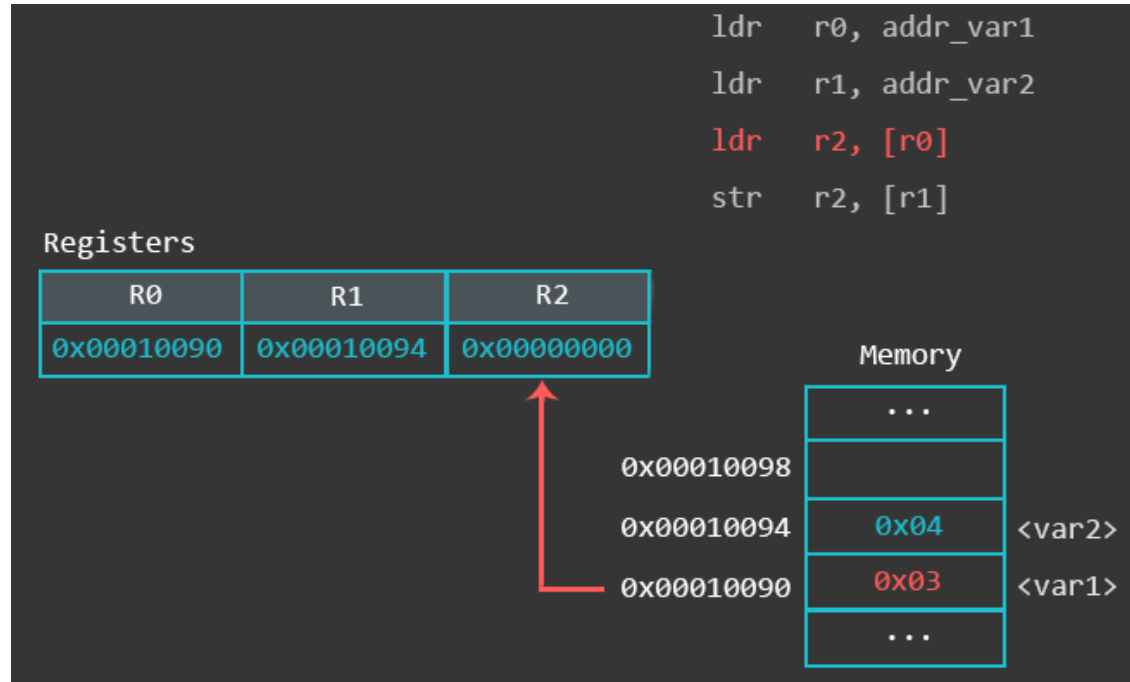 ldr r0, addr_var1
ldr r1, addr_var2
ldr r2, [r0]
str r2, [r1]
Registers
R0 R1 R2
0x00010090 0x00010094 0x00000000
Memory
...
0x00010098
0x00010094 0x04 <var2>
0x00010090 0x03 <var1>
...